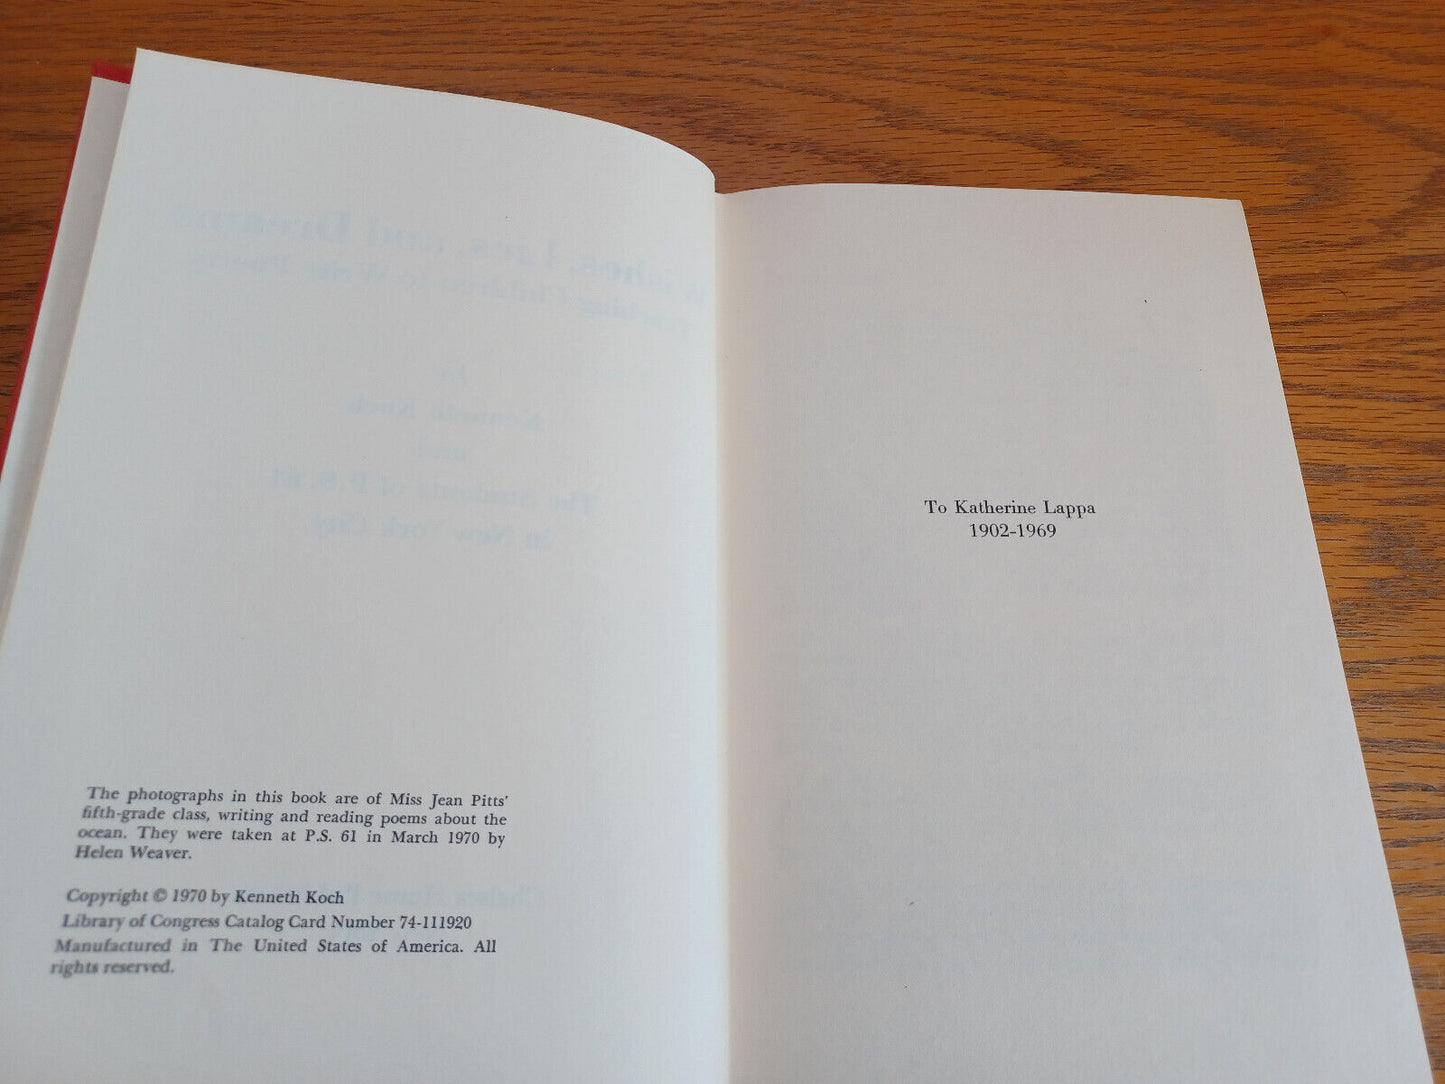 The photographs in this book are of Miss Jean Pitts'
fifth-grade class, writing and reading poems about the
ocean. They were taken at P.S. 61 in March 1970 by
Helen Weaver.
Copyright © 1970 by Kenneth Koch
Library of Congress Catalog Card Number 74-111920
Manufactured in The United States of America. All
rights reserved.
To Katherine Lappa
1902-1969